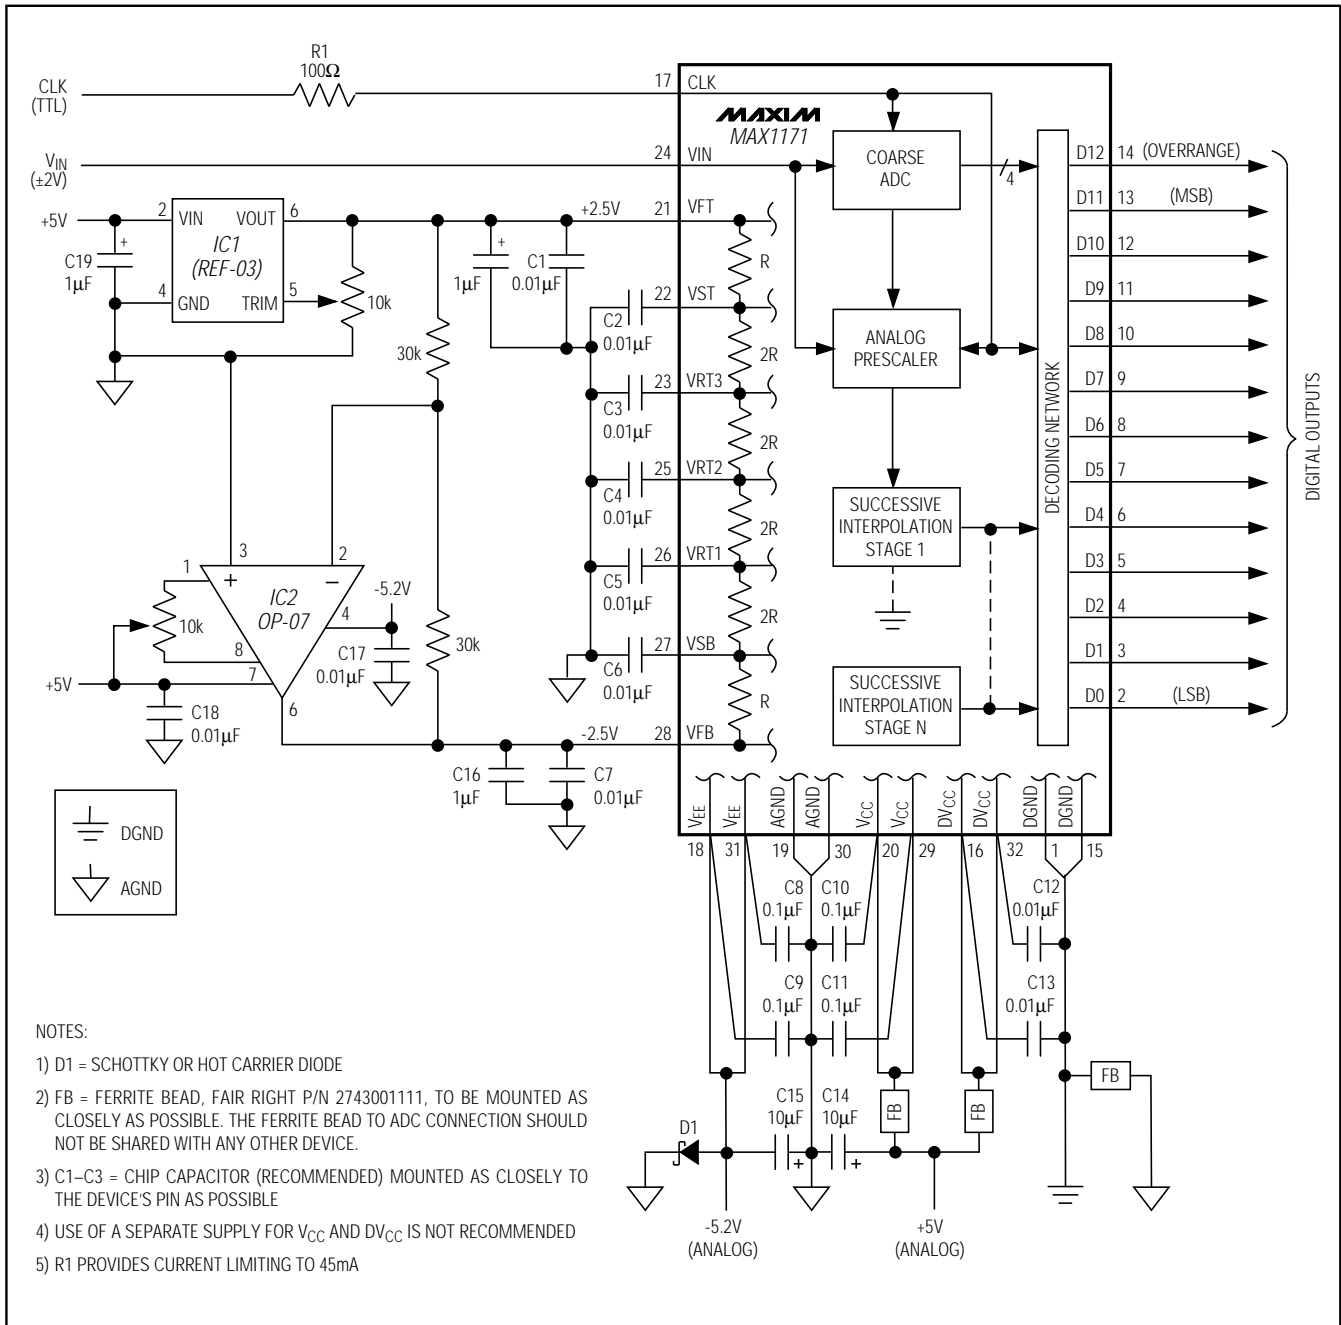 R1
100Ω
CLK
(TTL)
17
CLK
MAXIM
MAX1171
VIN
(±2V)
24
VIN
COARSE
ADC
4
D12
14
(OVERRANGE)
D11
13
(MSB)
D10
12
D9
11
D8
10
D7
9
D6
8
D5
7
D4
6
D3
5
D2
4
D1
3
D0
2
(LSB)
DIGITAL OUTPUTS
DECODING NETWORK
ANALOG
PRESCALER
SUCCESSIVE
INTERPOLATION
STAGE 1
SUCCESSIVE
INTERPOLATION
STAGE N
+5V
2
VIN
VOUT
6
IC1
(REF-03)
4
GND
TRIM
5
C19
1µF
+
10k
30k
+
1µF
C1
0.01µF
+2.5V
21
VFT
R
C2
0.01µF
22
VST
2R
C3
0.01µF
23
VRT3
2R
C4
0.01µF
25
VRT2
2R
C5
0.01µF
26
VRT1
2R
C6
0.01µF
27
VSB
R
-2.5V
28
VFB
3
2
1
+
–
IC2
OP-07
-5.2V
4
10k
8
7
6
C17
0.01µF
30k
+5V
C18
0.01µF
C16
1µF
C7
0.01µF
DGND
AGND
VEE
VEE
AGND
AGND
VCC
VCC
DVCC
DVCC
DGND
DGND
18
31
19
30
20
29
16
32
1
15
C8
0.1µF
C10
0.1µF
C12
0.01µF
C9
0.1µF
C11
0.1µF
C13
0.01µF
C15
10µF
C14
10µF
+
+
FB
FB
FB
D1
-5.2V
(ANALOG)
+5V
(ANALOG)
NOTES:
1) D1 = SCHOTTKY OR HOT CARRIER DIODE
2) FB = FERRITE BEAD, FAIR RIGHT P/N 2743001111, TO BE MOUNTED AS
CLOSELY AS POSSIBLE. THE FERRITE BEAD TO ADC CONNECTION SHOULD
NOT BE SHARED WITH ANY OTHER DEVICE.
3) C1–C3 = CHIP CAPACITOR (RECOMMENDED) MOUNTED AS CLOSELY TO
THE DEVICE'S PIN AS POSSIBLE
4) USE OF A SEPARATE SUPPLY FOR VCC AND DVCC IS NOT RECOMMENDED
5) R1 PROVIDES CURRENT LIMITING TO 45mA